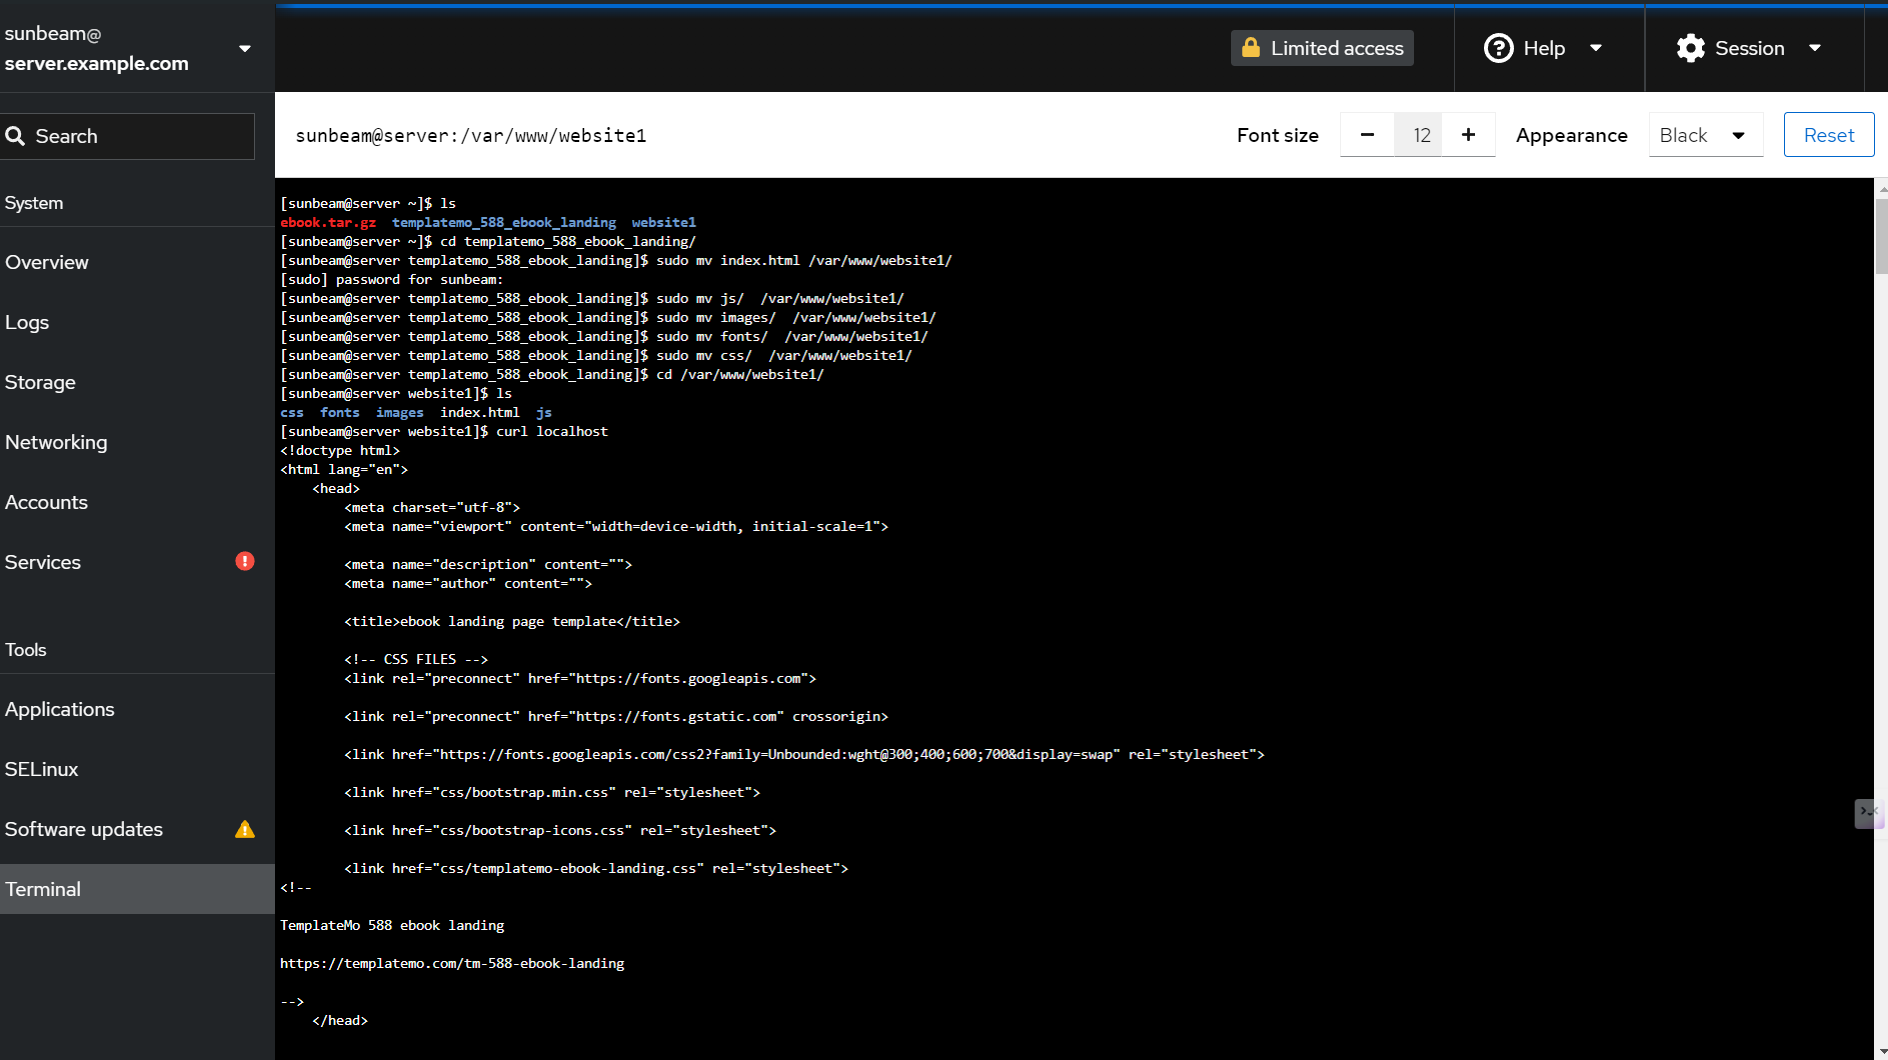 sunbeam@
server.example.com
Limited access
Help
Session
Search
sunbeam@server:/var/www/website1
Font size
12
Appearance
Black
Reset
System
Overview
Logs
Storage
Networking
Accounts
Services
Tools
Applications
SELinux
Software updates
Terminal
[sunbeam@server ~]$ ls
ebook.tar.gz  templatemo_588_ebook_landing  website1
[sunbeam@server ~]$ cd templatemo_588_ebook_landing/
[sunbeam@server templatemo_588_ebook_landing]$ sudo mv index.html /var/www/website1/
[sudo] password for sunbeam:
[sunbeam@server templatemo_588_ebook_landing]$ sudo mv js/  /var/www/website1/
[sunbeam@server templatemo_588_ebook_landing]$ sudo mv images/  /var/www/website1/
[sunbeam@server templatemo_588_ebook_landing]$ sudo mv fonts/  /var/www/website1/
[sunbeam@server templatemo_588_ebook_landing]$ sudo mv css/  /var/www/website1/
[sunbeam@server templatemo_588_ebook_landing]$ cd /var/www/website1/
[sunbeam@server website1]$ ls
css  fonts  images  index.html  js
[sunbeam@server website1]$ curl localhost
<!doctype html>
<html lang="en">
    <head>
        <meta charset="utf-8">
        <meta name="viewport" content="width=device-width, initial-scale=1">
        <meta name="description" content="">
        <meta name="author" content="">
        <title>ebook landing page template</title>
        <!-- CSS FILES -->
        <link rel="preconnect" href="https://fonts.googleapis.com">
        <link rel="preconnect" href="https://fonts.gstatic.com" crossorigin>
        <link href="https://fonts.googleapis.com/css2?family=Unbounded:wght@300;400;600;700&display=swap" rel="stylesheet">
        <link href="css/bootstrap.min.css" rel="stylesheet">
        <link href="css/bootstrap-icons.css" rel="stylesheet">
        <link href="css/templatemo-ebook-landing.css" rel="stylesheet">
<!--
TemplateMo 588 ebook landing
https://templatemo.com/tm-588-ebook-landing
-->
    </head>